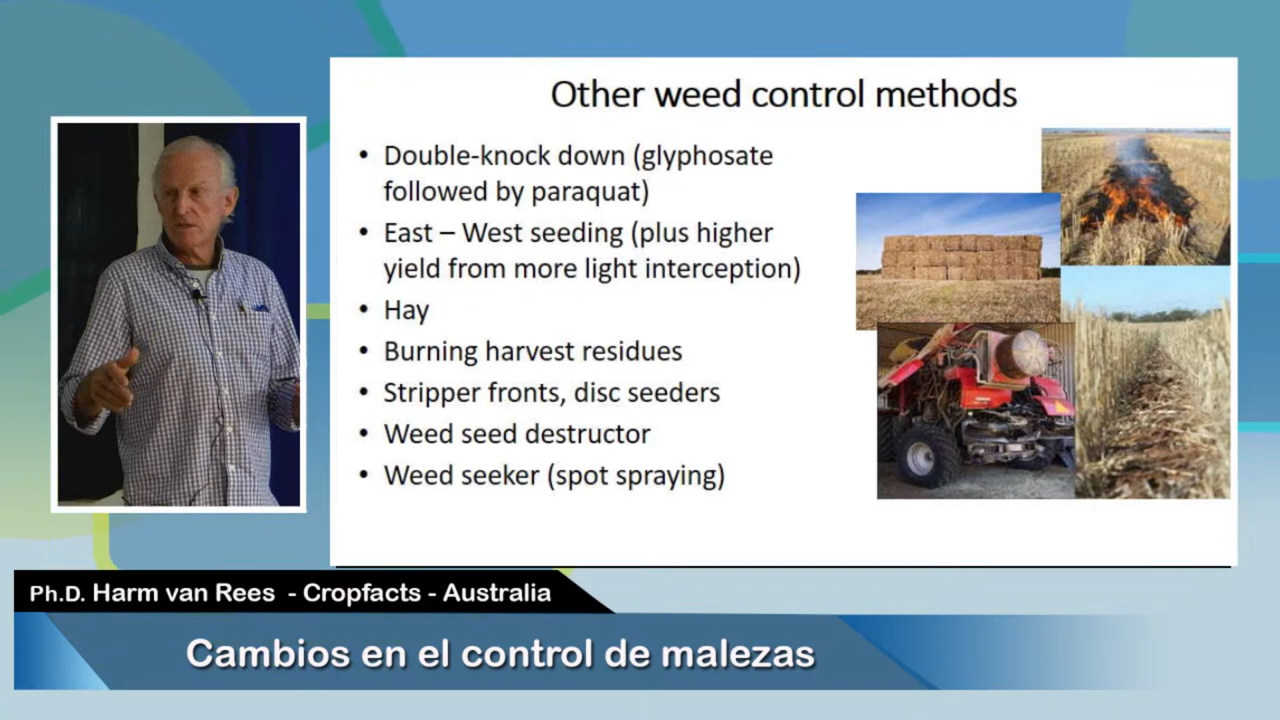 Other weed control methods
• Double-knock down (glyphosate
followed by paraquat)
• East – West seeding (plus higher
yield from more light interception)
• Hay
• Burning harvest residues
• Stripper fronts, disc seeders
• Weed seed destructor
• Weed seeker (spot spraying)
Ph.D. Harm van Rees - Cropfacts - Australia
Cambios en el control de malezas